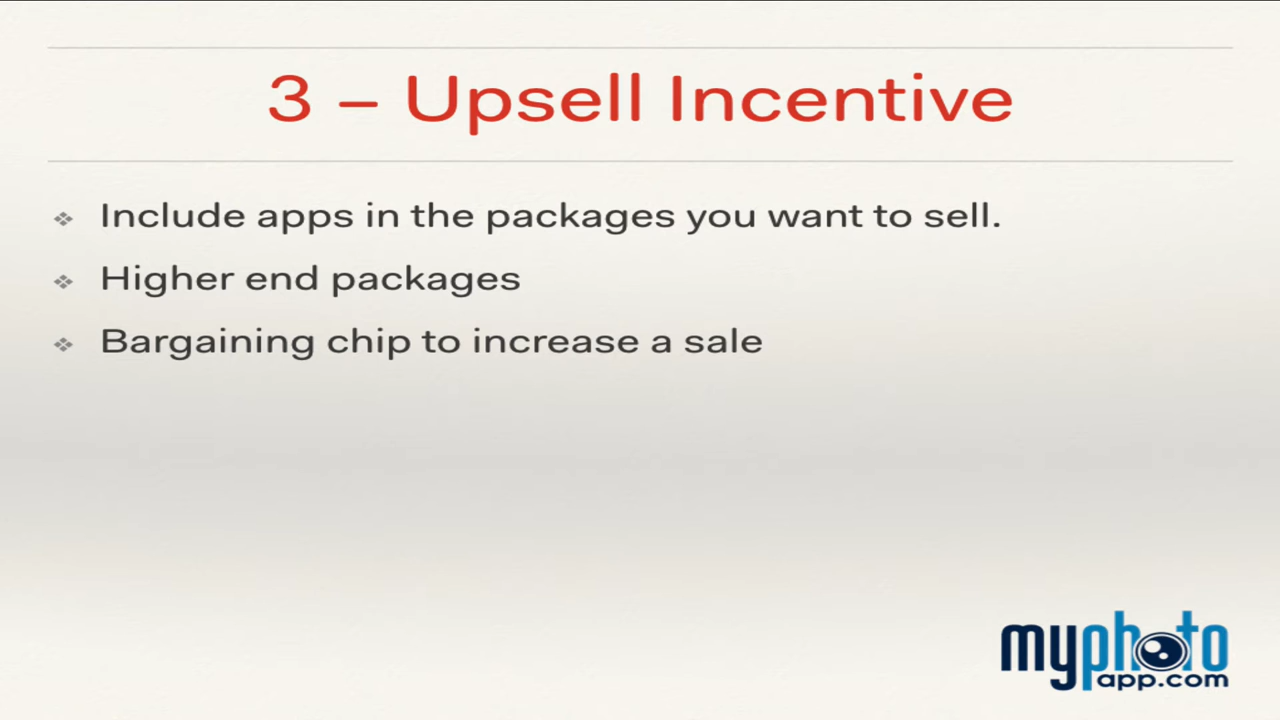 3 – Upsell Incentive
Include apps in the packages you want to sell.
Higher end packages
Bargaining chip to increase a sale
myphoto
app.com